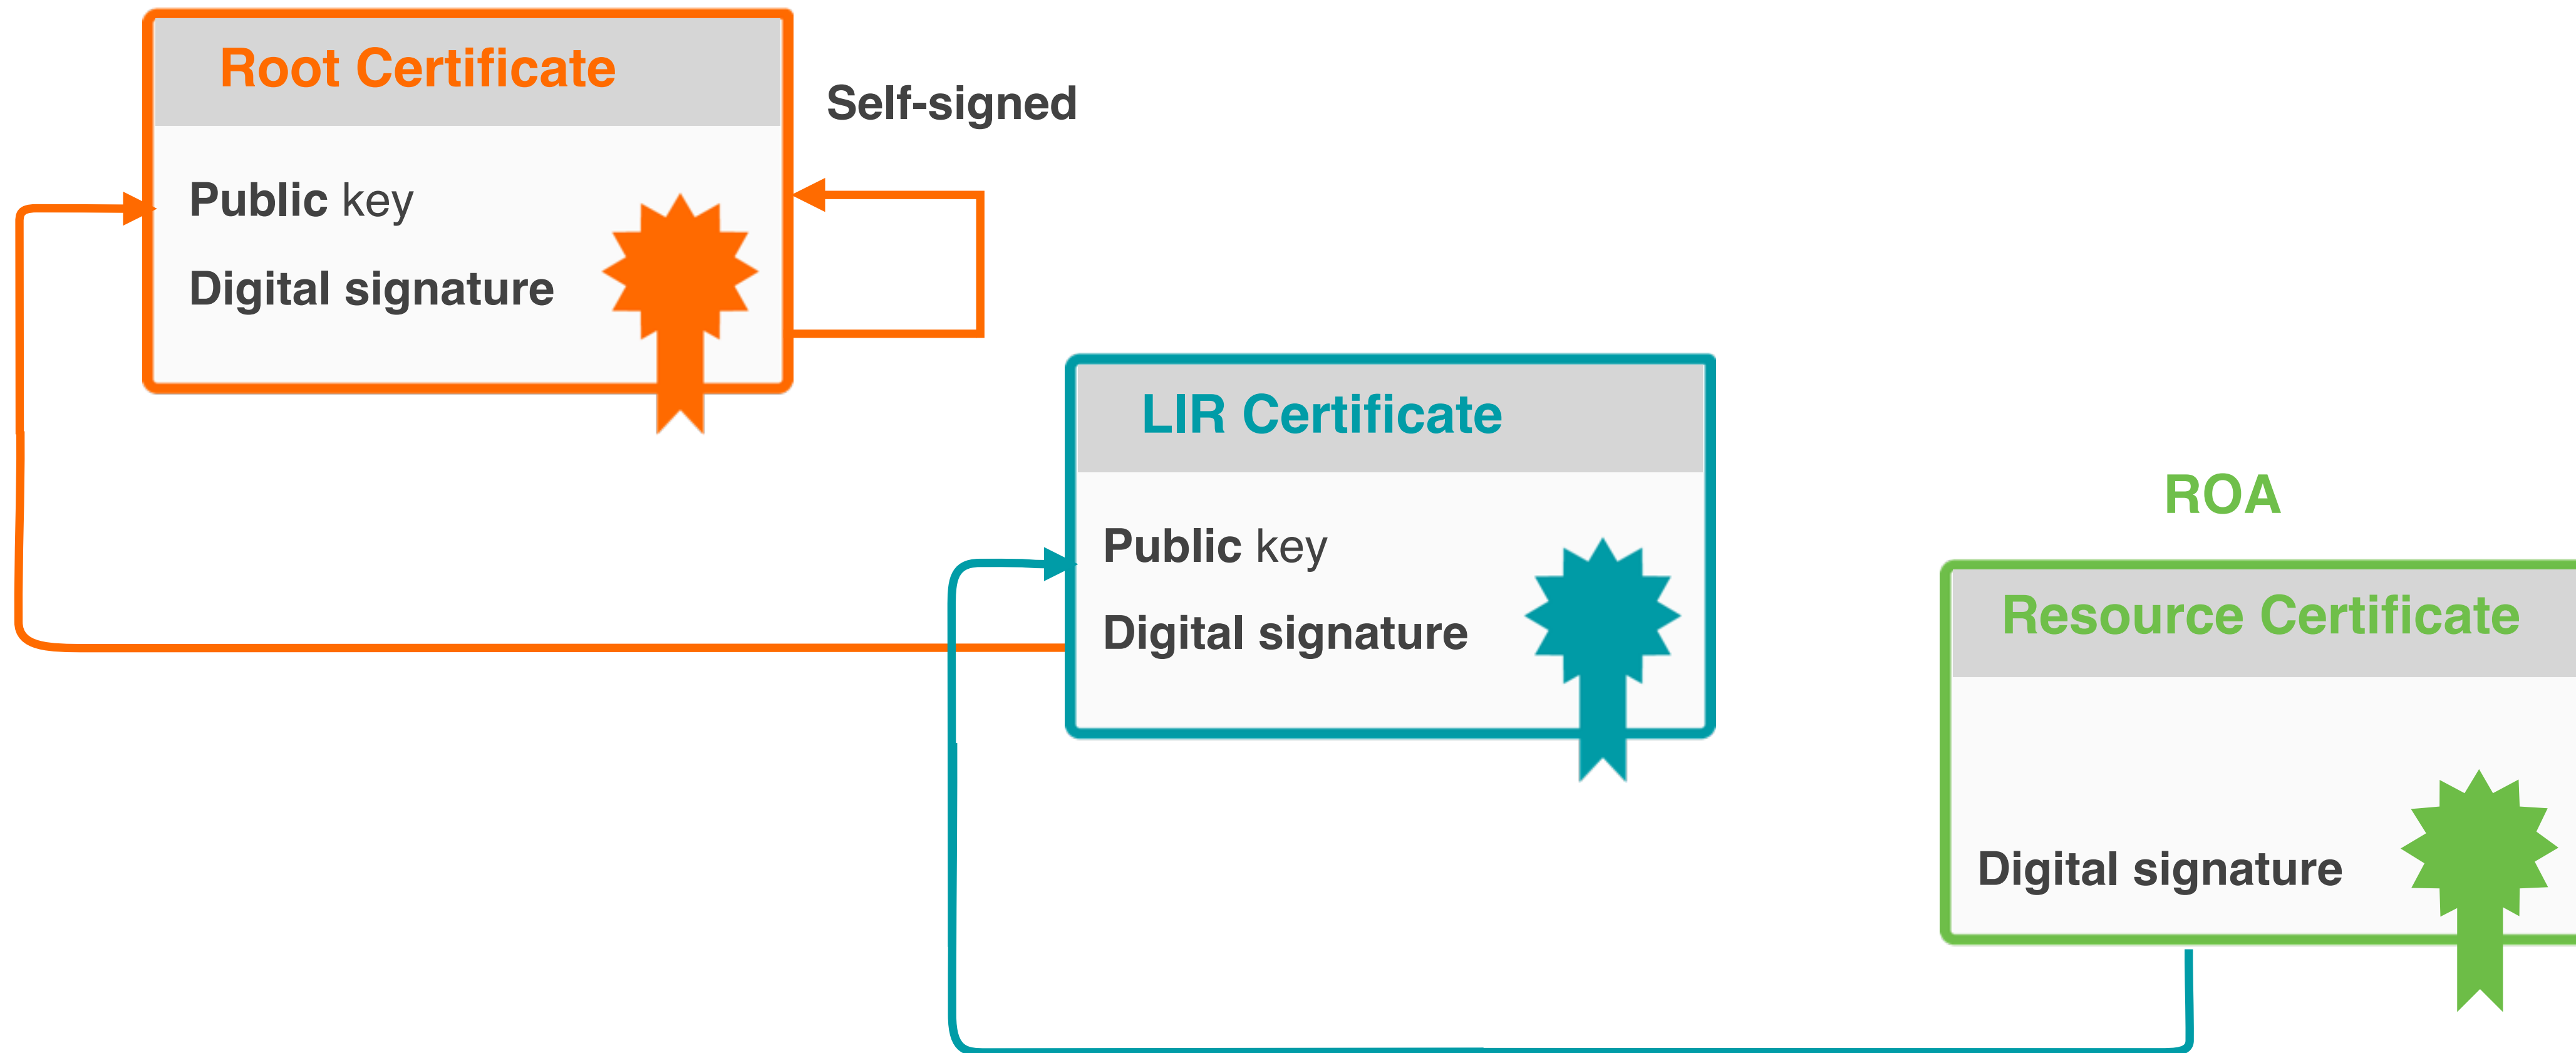 Root Certificate
Self-signed
Public key
Digital signature
LIR Certificate
Public key
Digital signature
ROA
Resource Certificate
Digital signature